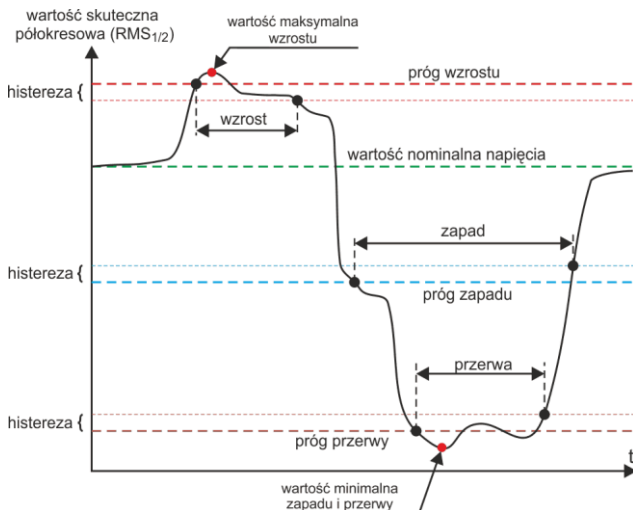 wartość skuteczna
półokresowa (RMS1/2)
wartość maksymalna
wzrostu
próg wzrostu
histereza {
wzrost
wartość nominalna napięcia
zapad
histereza {
próg zapadu
przerwa
histereza {
próg przerwy
t
wartość minimalna
zapadu i przerwy